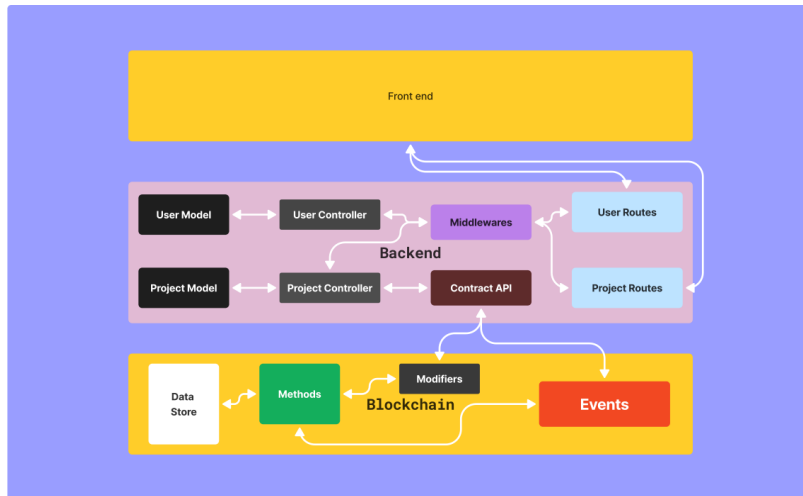 Front end
User Model
User Controller
Middlewares
User Routes
Backend
Project Model
Project Controller
Contract API
Project Routes
Data
Store
Methods
Modifiers
Blockchain
Events